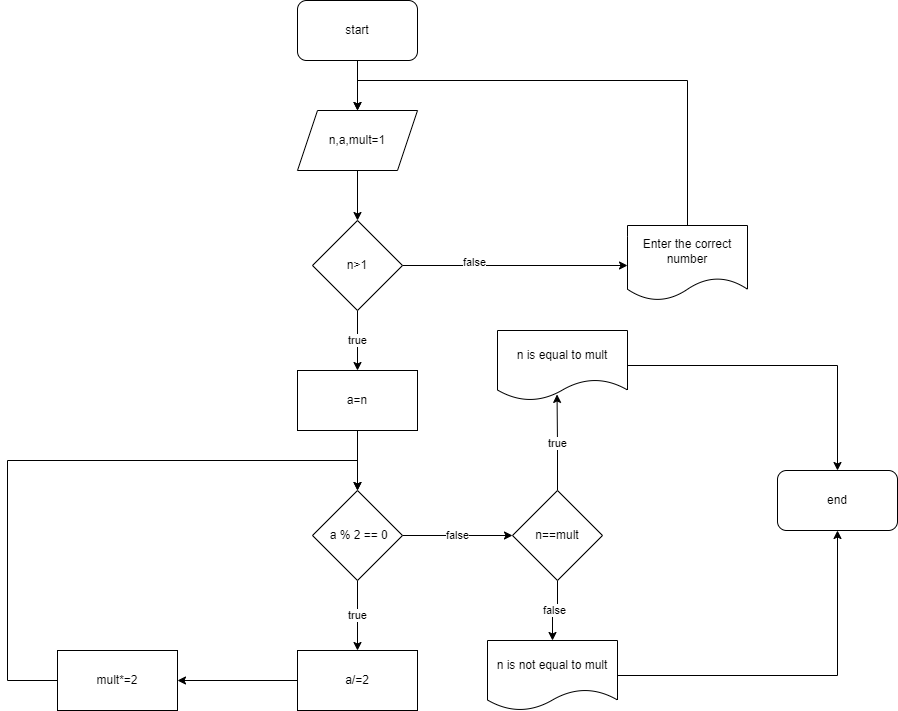 start
n,a,mult=1
n>1
false
Enter the correct
number
true
n is equal to mult
a=n
true
end
a % 2 == 0
false
n==mult
true
false
n is not equal to mult
mult*=2
a/=2